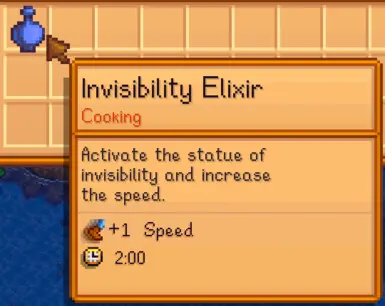 Invisibility Elixir
Cooking
Activate the statue of
invisibility and increase
the speed.
+1 Speed
2:00